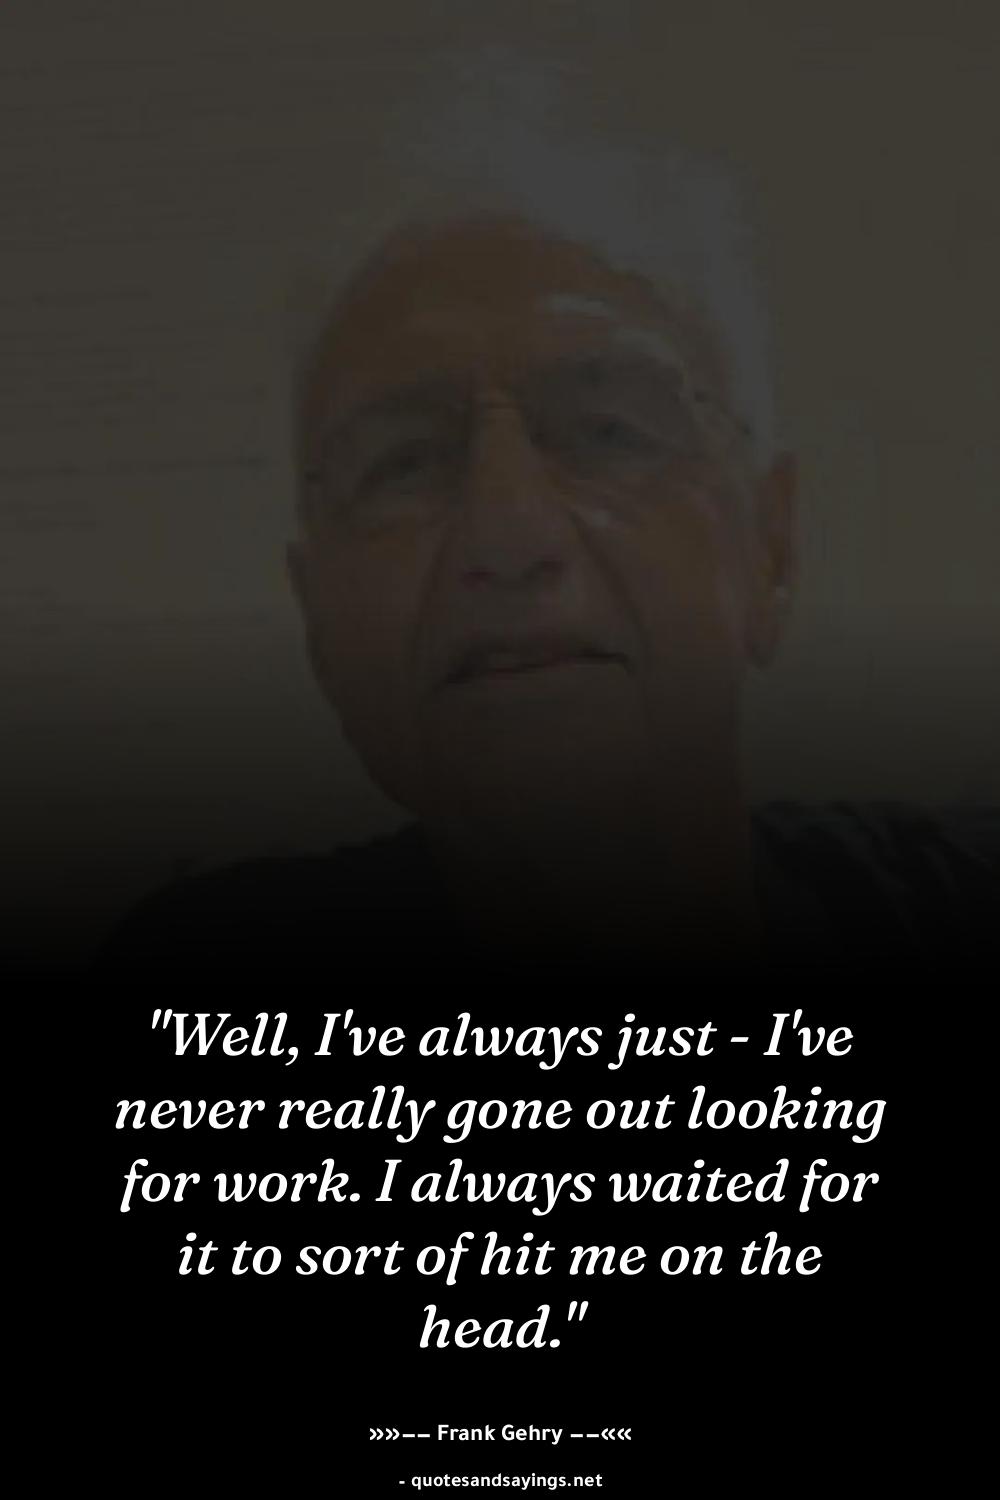 "Well, I've always just - I've
never really gone out looking
for work. I always waited for
it to sort of hit me on the
head."
»»−− Frank Gehry −−««
- quotesandsayings.net